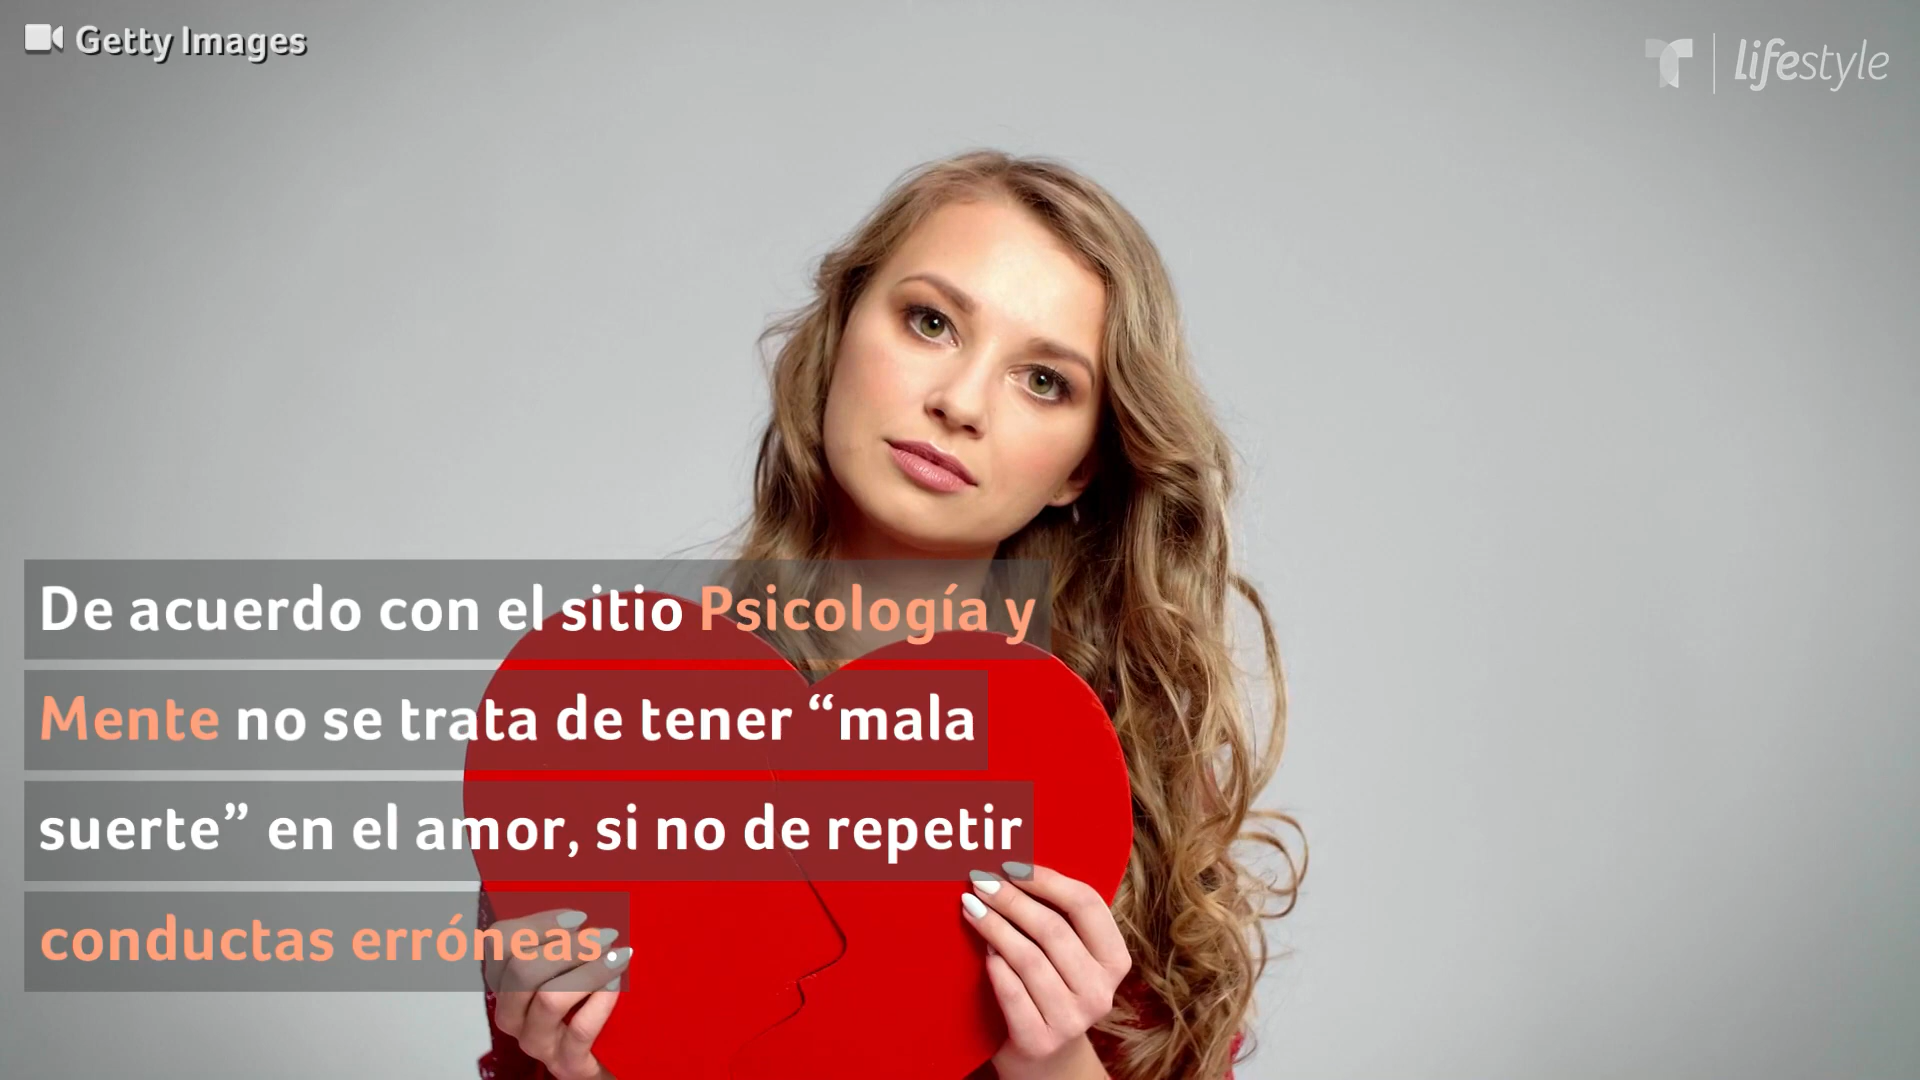 Getty Images
lifestyle
De acuerdo con el sitio Psicología y
Mente no se trata de tener “mala
suerte” en el amor, si no de repetir
conductas erróneas.